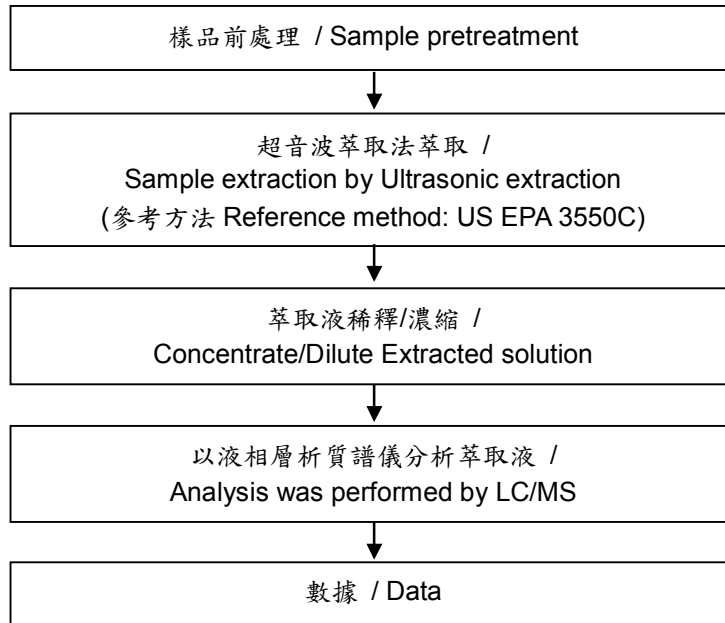 樣品前處理 / Sample pretreatment
超音波萃取法萃取 /
Sample extraction by Ultrasonic extraction
(參考方法 Reference method: US EPA 3550C)
萃取液稀釋/濃縮 /
Concentrate/Dilute Extracted solution
以液相層析質譜儀分析萃取液 /
Analysis was performed by LC/MS
數據 / Data